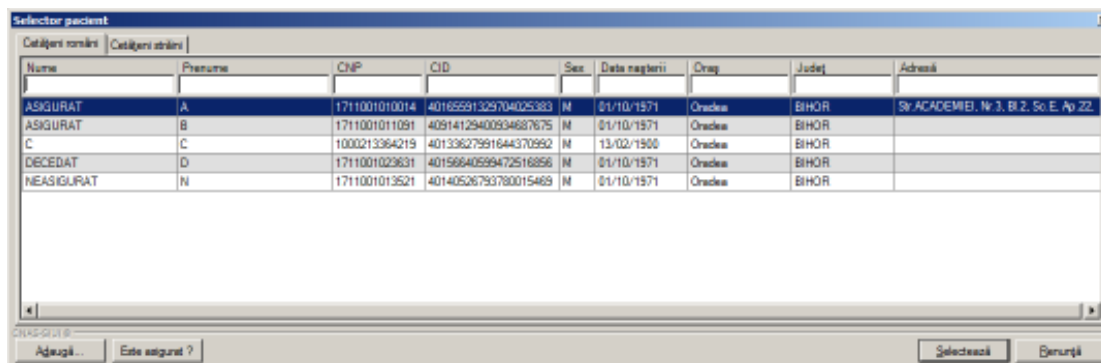 Selector pacient
Cetăţeni români Cetăţeni străini
Nume Prenume CNP CID Sex Data naşterii Oraş Judeţ Adresă
ASIGURAT A 1711001010014 40165591329704025383 M 01/10/1971 Oradea BIHOR Str.ACADEMIEI, Nr.3, Bl.2, Sc.E, Ap.22,
ASIGURAT B 1711001011091 40914129400934687675 M 01/10/1971 Oradea BIHOR
C C 1000213364219 40133627991644370992 M 13/02/1900 Oradea BIHOR
DECEDAT D 1711001023631 40156640599472516856 M 01/10/1971 Oradea BIHOR
NEASIGURAT N 1711001013521 40140526793780015469 M 01/10/1971 Oradea BIHOR
Adaugă... Este asigurat ? Selectează Renunţă